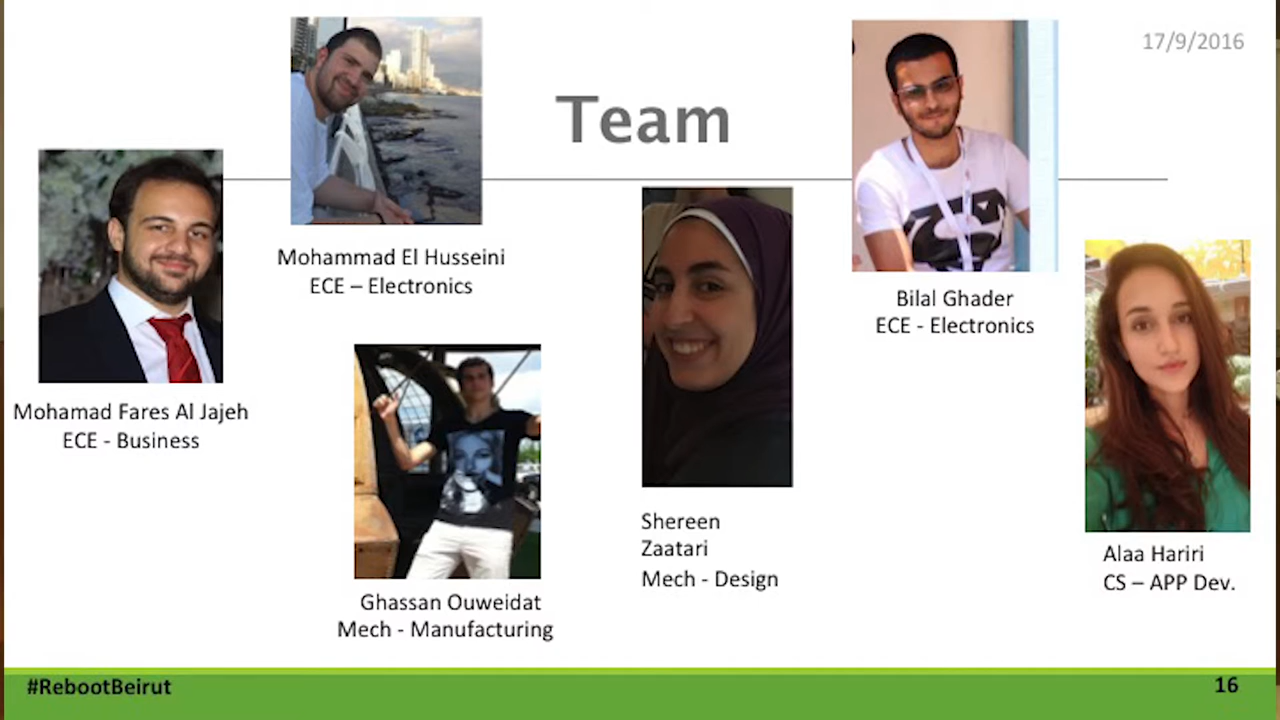 17/9/2016
Team
Mohammad El Husseini
ECE – Electronics
Bilal Ghader
ECE - Electronics
Mohamad Fares Al Jajeh
ECE - Business
Shereen
Zaatari
Mech - Design
Alaa Hariri
CS – APP Dev.
Ghassan Ouweidat
Mech - Manufacturing
#RebootBeirut
16